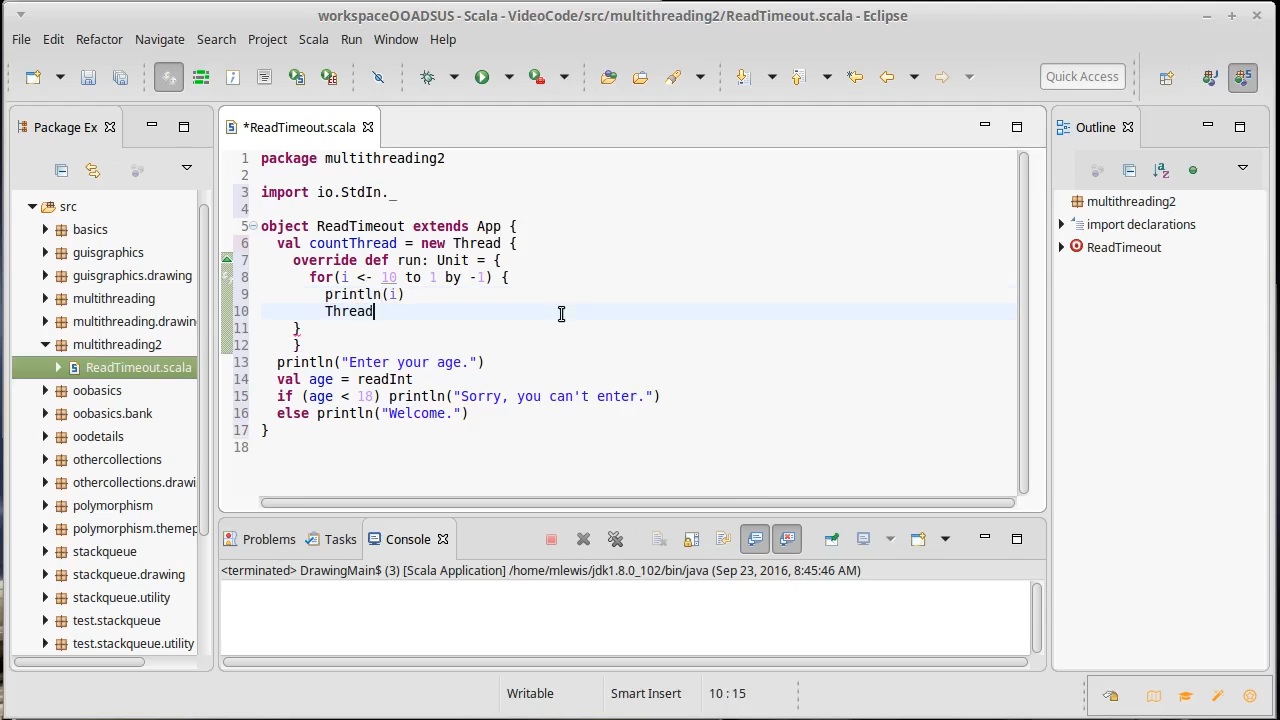 workspaceOOADSUS - Scala - VideoCode/src/multithreading2/ReadTimeout.scala - Eclipse
File Edit Refactor Navigate Search Project Scala Run Window Help
Quick Access
Package Ex
*ReadTimeout.scala
Outline
src
basics
guisgraphics
guisgraphics.drawing
multithreading
multithreading.drawin
multithreading2
ReadTimeout.scala
oobasics
oobasics.bank
oodetails
othercollections
othercollections.drawi
polymorphism
polymorphism.themep
stackqueue
stackqueue.drawing
stackqueue.utility
test.stackqueue
test.stackqueue.utility
1 package multithreading2
2
3 import io.StdIn._
4
5 object ReadTimeout extends App {
6 val countThread = new Thread {
7 override def run: Unit = {
8 for(i <- 10 to 1 by -1) {
9 println(i)
10 Thread
11 }
12 }
13 println("Enter your age.")
14 val age = readInt
15 if (age < 18) println("Sorry, you can't enter.")
16 else println("Welcome.")
17 }
18
multithreading2
import declarations
ReadTimeout
Problems Tasks Console
<terminated> DrawingMain$ (3) [Scala Application] /home/mlewis/jdk1.8.0_102/bin/java (Sep 23, 2016, 8:45:46 AM)
Writable Smart Insert 10 : 15